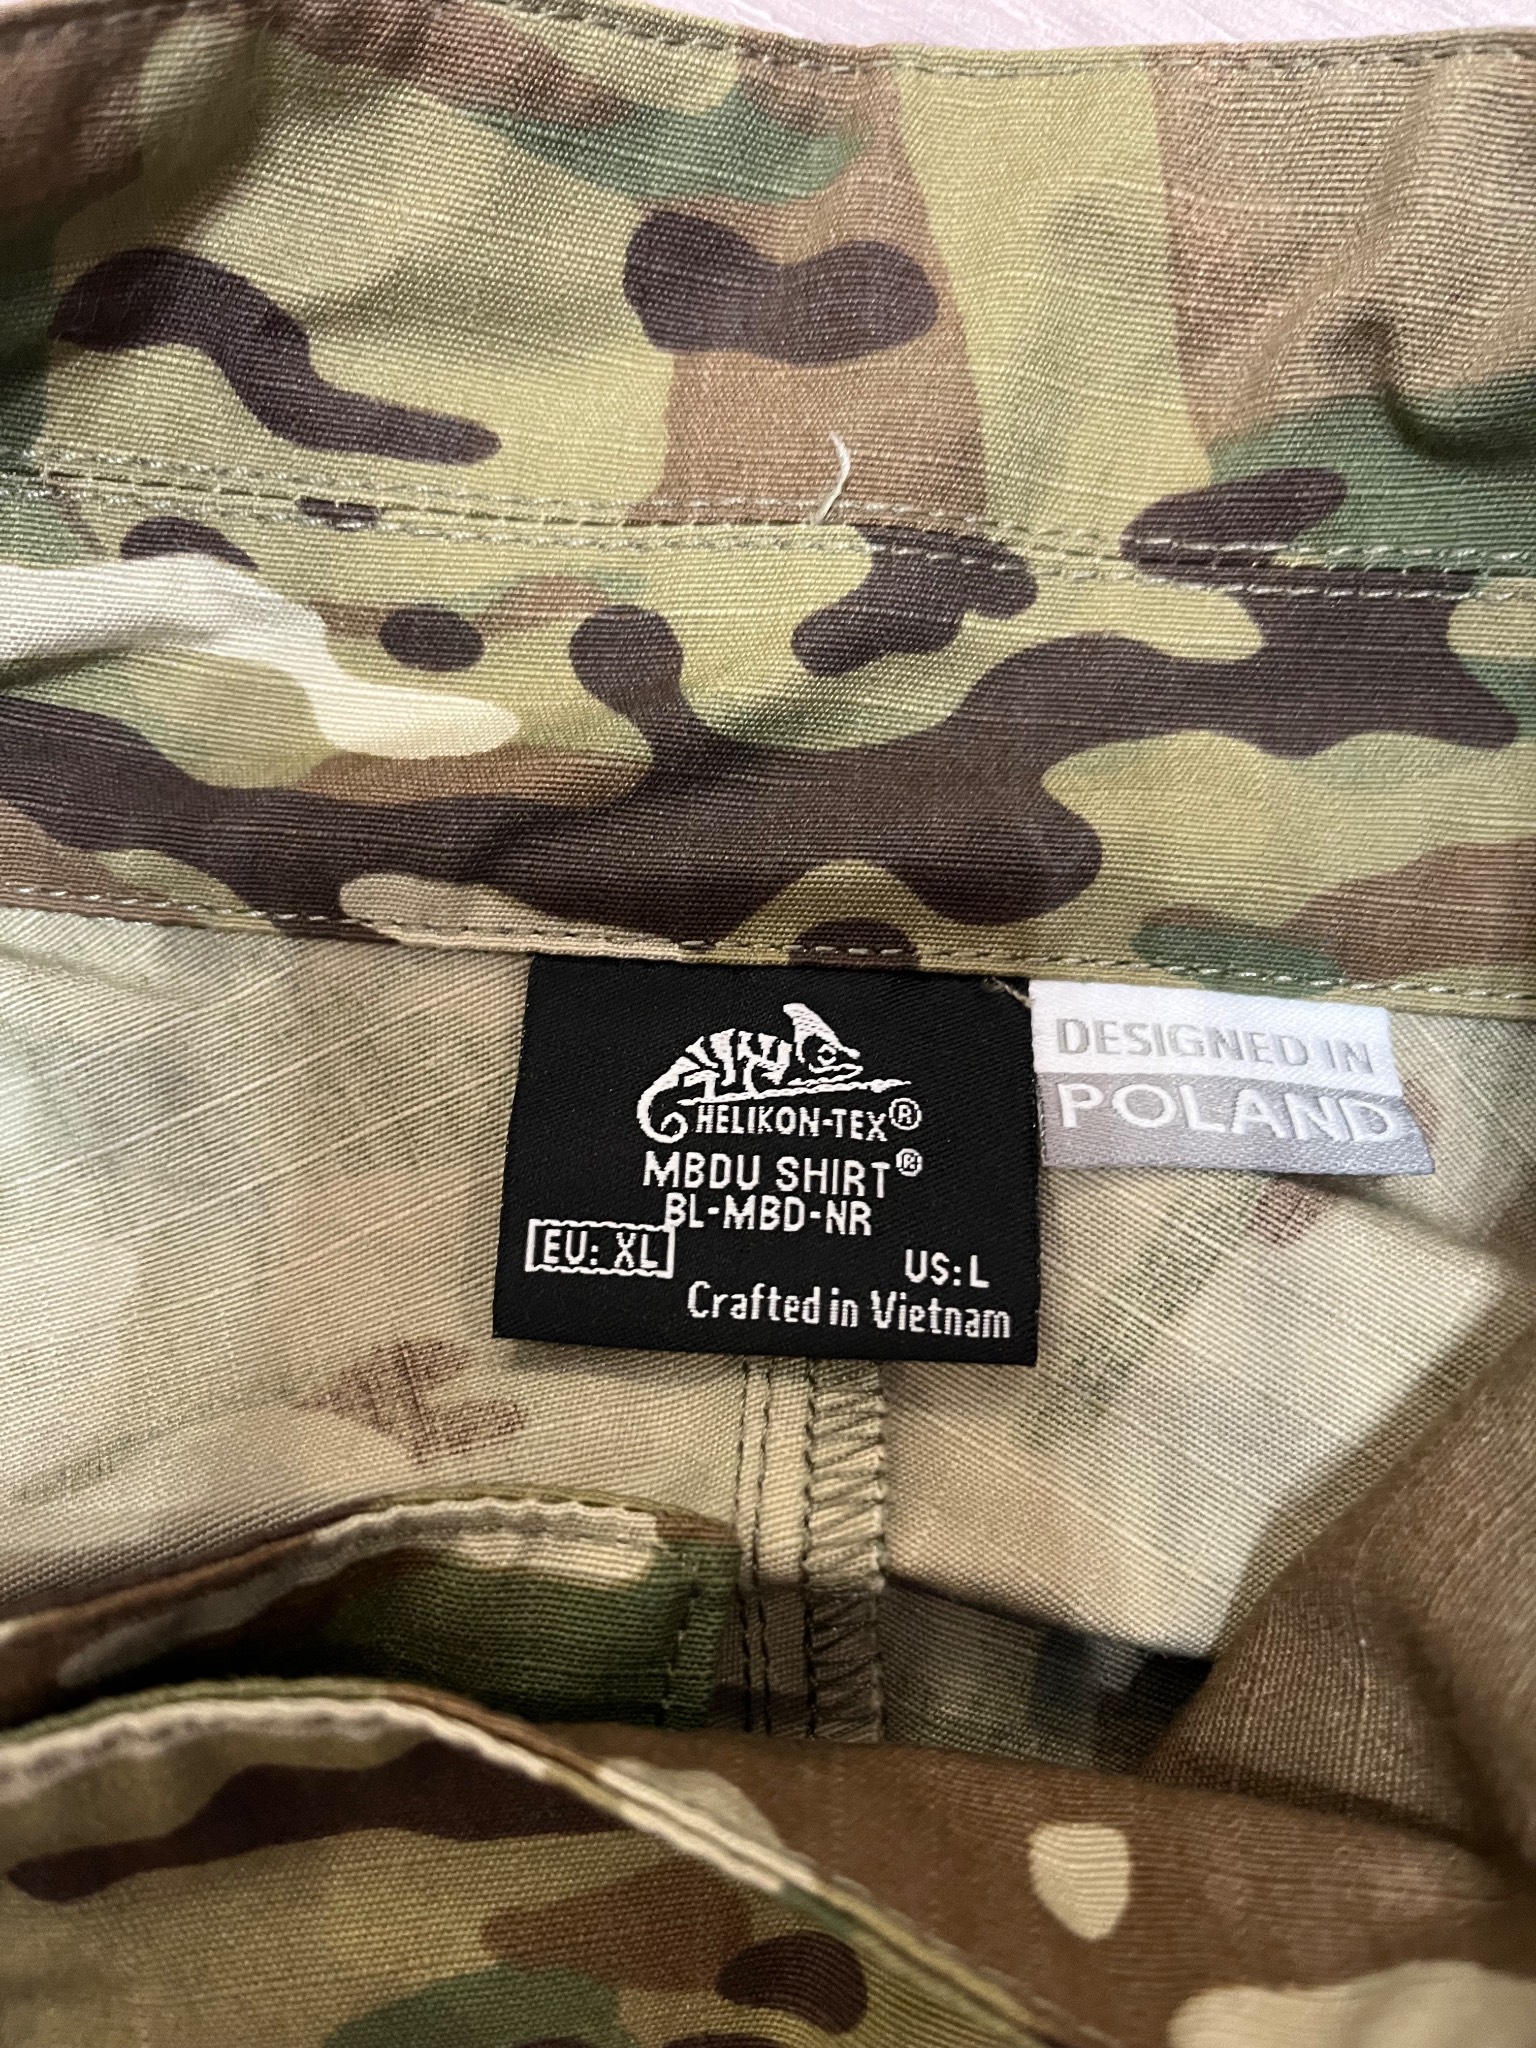 HELIKON-TEX®
MBDU SHIRT®
BL-MBD-NR
EU: XL US: L
Crafted in Vietnam
DESIGNED IN
POLAND